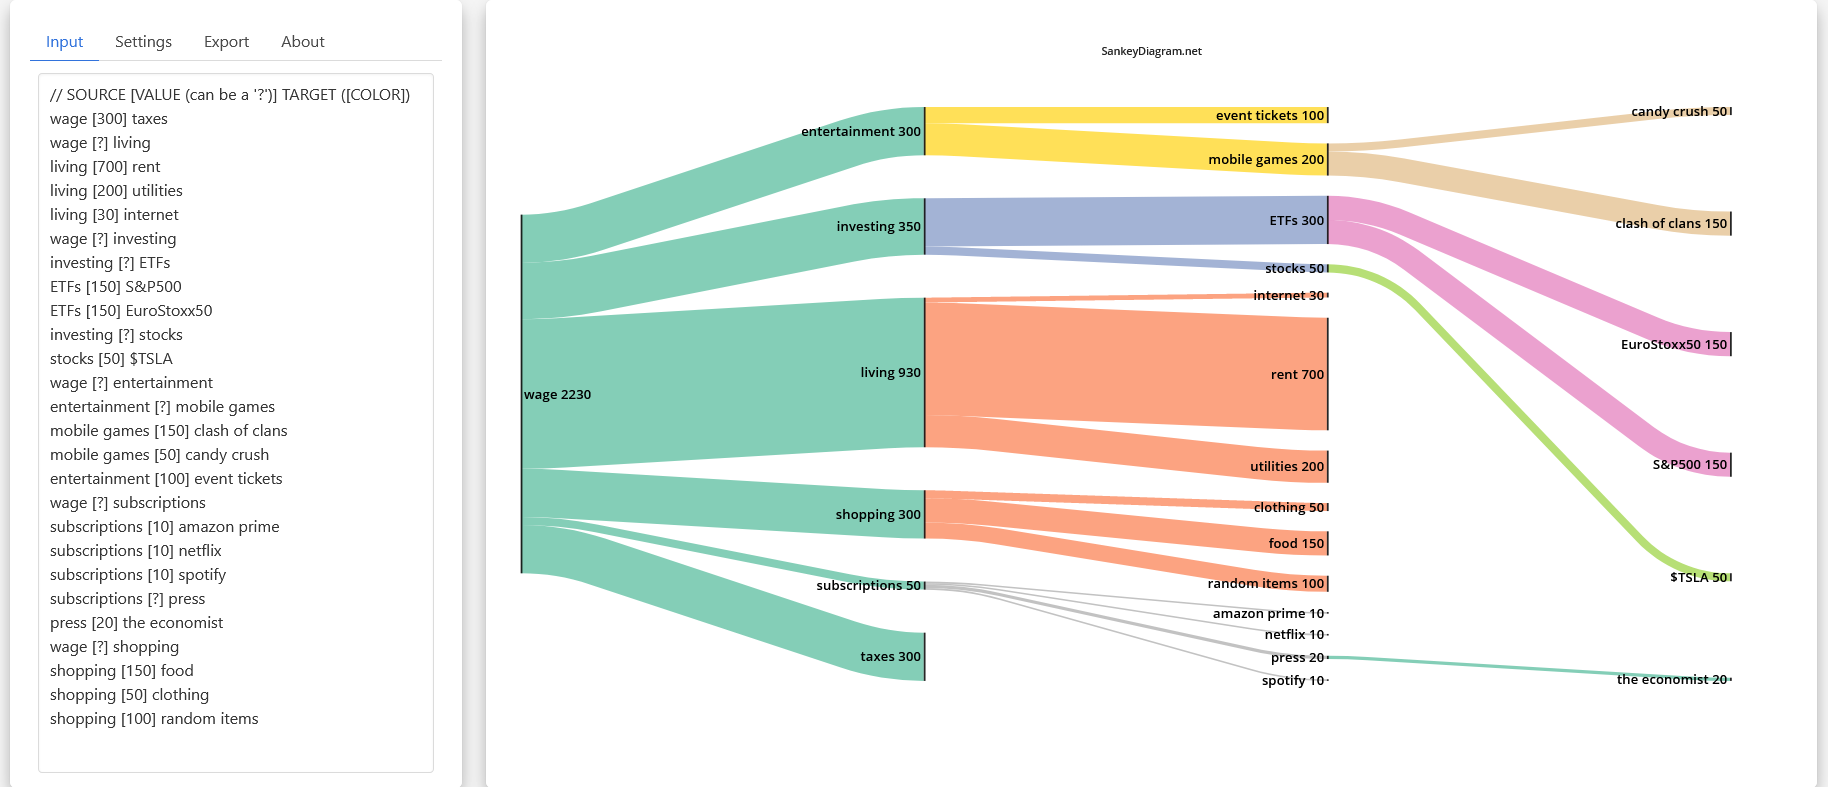 Input
Settings
Export
About
// SOURCE [VALUE (can be a '?')] TARGET ([COLOR])
wage [300] taxes
wage [?] living
living [700] rent
living [200] utilities
living [30] internet
wage [?] investing
investing [?] ETFs
ETFs [150] S&P500
ETFs [150] EuroStoxx50
investing [?] stocks
stocks [50] $TSLA
wage [?] entertainment
entertainment [?] mobile games
mobile games [150] clash of clans
mobile games [50] candy crush
entertainment [100] event tickets
wage [?] subscriptions
subscriptions [10] amazon prime
subscriptions [10] netflix
subscriptions [10] spotify
subscriptions [?] press
press [20] the economist
wage [?] shopping
shopping [150] food
shopping [50] clothing
shopping [100] random items
SankeyDiagram.net
wage 2230
entertainment 300
investing 350
living 930
shopping 300
subscriptions 50
taxes 300
event tickets 100
mobile games 200
ETFs 300
stocks 50
internet 30
rent 700
utilities 200
clothing 50
food 150
random items 100
amazon prime 10
netflix 10
press 20
spotify 10
candy crush 50
clash of clans 150
EuroStoxx50 150
S&P500 150
$TSLA 50
the economist 20